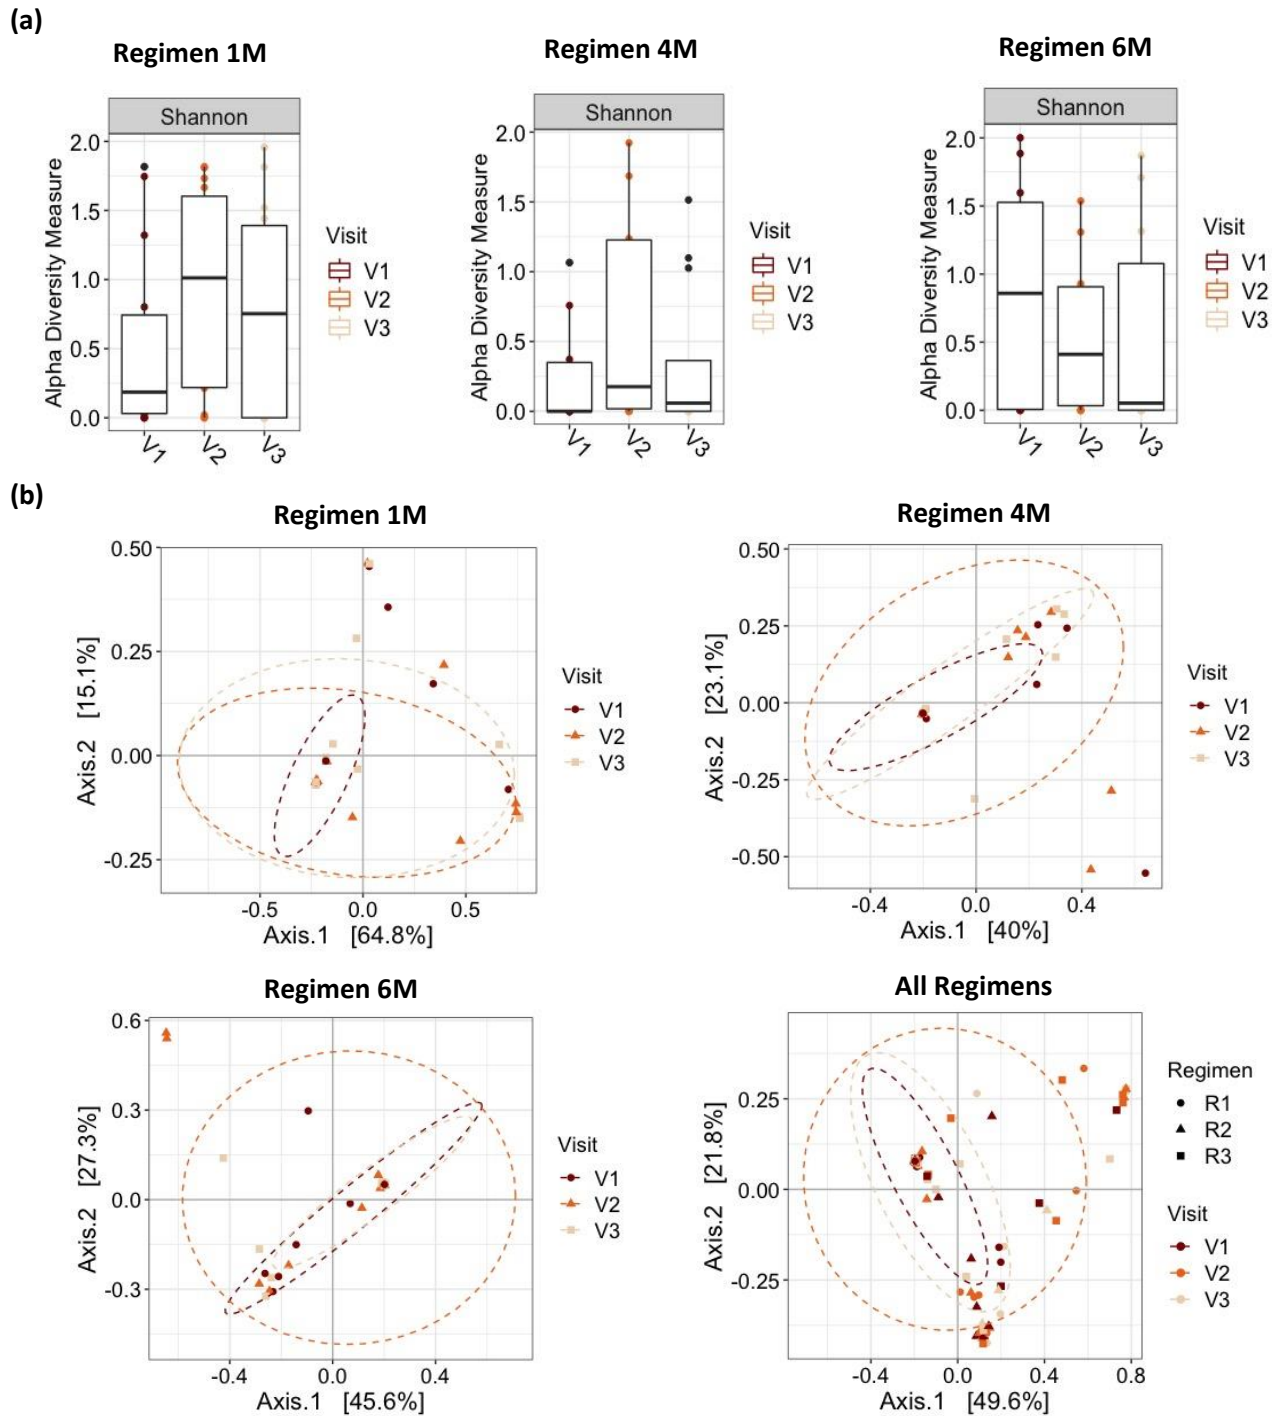 (a)
Regimen 1M
Regimen 4M
Regimen 6M
Shannon
Alpha Diversity Measure
2.0
1.5
1.0
0.5
0.0
V1
V2
V3
Visit
V1
V2
V3
Shannon
Alpha Diversity Measure
2.0
1.5
1.0
0.5
0.0
V1
V2
V3
Visit
V1
V2
V3
Shannon
Alpha Diversity Measure
2.0
1.5
1.0
0.5
0.0
V1
V2
V3
Visit
V1
V2
V3
(b)
Regimen 1M
Axis.2 [15.1%]
0.50
0.25
0.00
-0.25
-0.5
0.0
0.5
Axis.1 [64.8%]
Visit
V1
V2
V3
Regimen 4M
Axis.2 [23.1%]
0.50
0.25
0.00
-0.25
-0.50
-0.4
0.0
0.4
Axis.1 [40%]
Visit
V1
V2
V3
Regimen 6M
Axis.2 [27.3%]
0.6
0.3
0.0
-0.3
-0.4
0.0
0.4
Axis.1 [45.6%]
Visit
V1
V2
V3
All Regimens
Axis.2 [21.8%]
0.25
0.00
-0.25
-0.4
0.0
0.4
0.8
Axis.1 [49.6%]
Regimen
R1
R2
R3
Visit
V1
V2
V3